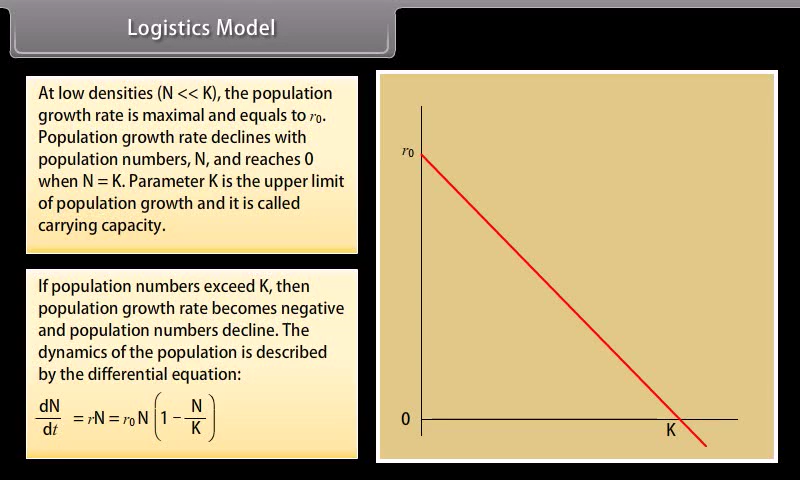 Logistics Model
At low densities (N << K), the population
growth rate is maximal and equals to r0.
Population growth rate declines with
population numbers, N, and reaches 0
when N = K. Parameter K is the upper limit
of population growth and it is called
carrying capacity.
If population numbers exceed K, then
population growth rate becomes negative
and population numbers decline. The
dynamics of the population is described
by the differential equation:
dN/dt = rN = r0 N (1 − N/K)
r0
0
K